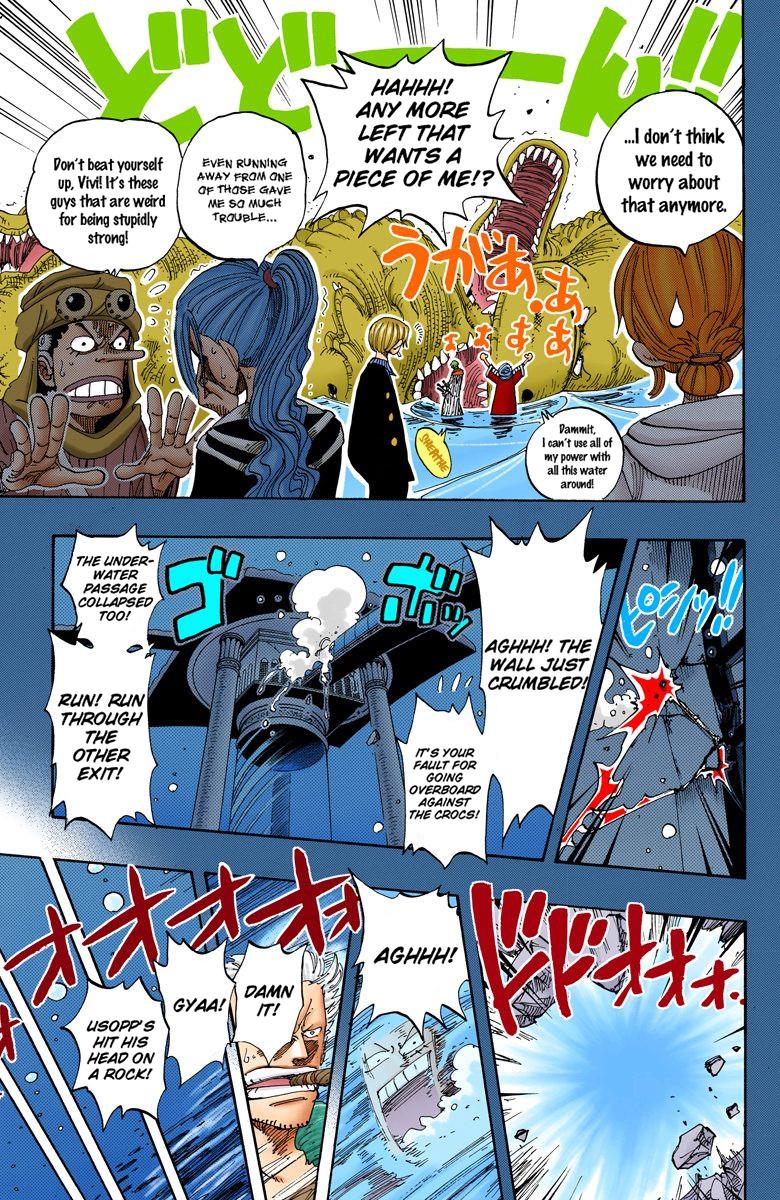 どどーーん!!
...I don't think
we need to
worry about
that anymore.
HAHHH!
ANY MORE
LEFT THAT
WANTS A
PIECE OF ME!?
EVEN RUNNING
AWAY FROM ONE
OF THOSE GAVE
ME SO MUCH
TROUBLE...
Don't beat yourself
up, Vivi! It's these
guys that are weird
for being stupidly
strong!
うがあ.ああ
ぇぁぁぁ
SHEATHE
Dammit,
I can't use all of
my power with
all this water
around!
ピシッ!!
AGHHH! THE
WALL JUST
CRUMBLED!
IT'S YOUR
FAULT FOR
GOING
OVERBOARD
AGAINST
THE CROCS!
ゴボッ
THE UNDER-
WATER
PASSAGE
COLLAPSED
TOO!
RUN! RUN
THROUGH
THE
OTHER
EXIT!
ドドオオオ..
オオオオォ
AGHHH!
DAMN
IT!
GYAA!
USOPP'S
HIT HIS
HEAD ON
A ROCK!